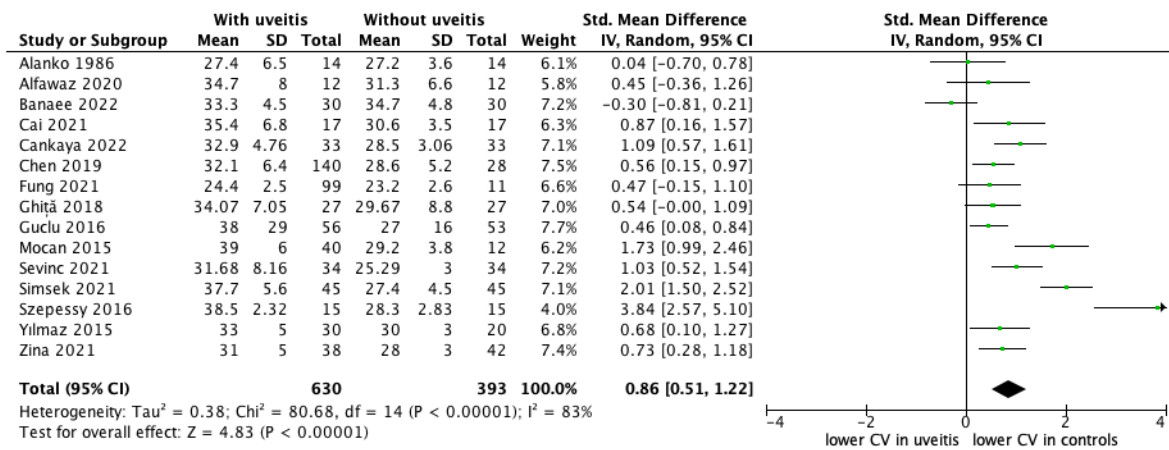 With uveitis Without uveitis Std. Mean Difference Std. Mean Difference
Study or Subgroup Mean SD Total Mean SD Total Weight IV, Random, 95% CI IV, Random, 95% CI
Alanko 1986 27.4 6.5 14 27.2 3.6 14 6.1% 0.04 [-0.70, 0.78]
Alfawaz 2020 34.7 8 12 31.3 6.6 12 5.8% 0.45 [-0.36, 1.26]
Banaee 2022 33.3 4.5 30 34.7 4.8 30 7.2% -0.30 [-0.81, 0.21]
Cai 2021 35.4 6.8 17 30.6 3.5 17 6.3% 0.87 [0.16, 1.57]
Cankaya 2022 32.9 4.76 33 28.5 3.06 33 7.1% 1.09 [0.57, 1.61]
Chen 2019 32.1 6.4 140 28.6 5.2 28 7.5% 0.56 [0.15, 0.97]
Fung 2021 24.4 2.5 99 23.2 2.6 11 6.6% 0.47 [-0.15, 1.10]
Ghiță 2018 34.07 7.05 27 29.67 8.8 27 7.0% 0.54 [-0.00, 1.09]
Guclu 2016 38 29 56 27 16 53 7.7% 0.46 [0.08, 0.84]
Mocan 2015 39 6 40 29.2 3.8 12 6.2% 1.73 [0.99, 2.46]
Sevinc 2021 31.68 8.16 34 25.29 3 34 7.2% 1.03 [0.52, 1.54]
Simsek 2021 37.7 5.6 45 27.4 4.5 45 7.1% 2.01 [1.50, 2.52]
Szepessy 2016 38.5 2.32 15 28.3 2.83 15 4.0% 3.84 [2.57, 5.10]
Yılmaz 2015 33 5 30 30 3 20 6.8% 0.68 [0.10, 1.27]
Zina 2021 31 5 38 28 3 42 7.4% 0.73 [0.28, 1.18]
Total (95% CI) 630 393 100.0% 0.86 [0.51, 1.22]
Heterogeneity: Tau² = 0.38; Chi² = 80.68, df = 14 (P < 0.00001); I² = 83%
Test for overall effect: Z = 4.83 (P < 0.00001)
-4 -2 0 2 4
lower CV in uveitis lower CV in controls